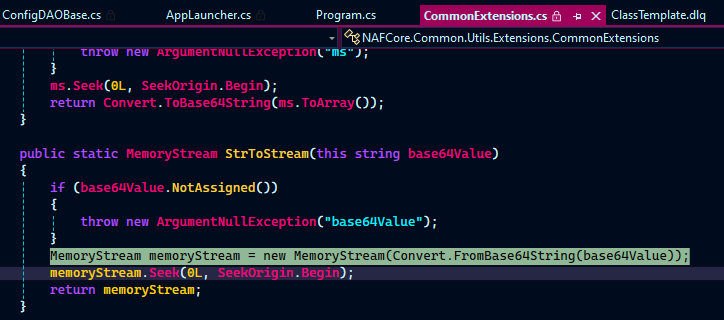 ConfigDAOBase.cs AppLauncher.cs Program.cs CommonExtensions.cs ClassTemplate.dlq
NAFCore.Common.Utils.Extensions.CommonExtensions
throw new ArgumentNullException("ms");
}
ms.Seek(0L, SeekOrigin.Begin);
return Convert.ToBase64String(ms.ToArray());
}
public static MemoryStream StrToStream(this string base64Value)
{
if (base64Value.NotAssigned())
{
throw new ArgumentNullException("base64Value");
}
MemoryStream memoryStream = new MemoryStream(Convert.FromBase64String(base64Value));
memoryStream.Seek(0L, SeekOrigin.Begin);
return memoryStream;
}